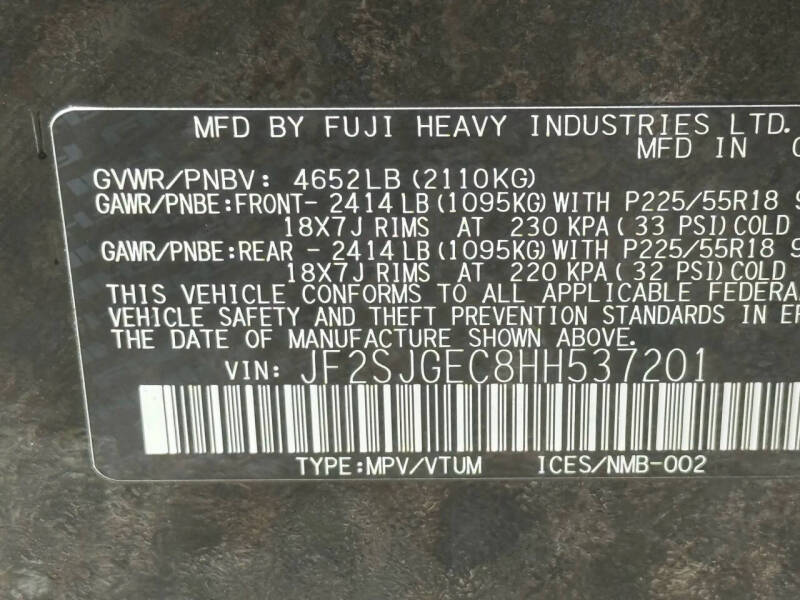 MFD BY FUJI HEAVY INDUSTRIES LTD.
MFD IN
GVWR/PNBV: 4652LB (2110KG)
GAWR/PNBE:FRONT- 2414 LB (1095KG) WITH P225/55R18
18X7J RIMS AT 230 KPA (33 PSI) COLD
GAWR/PNBE:REAR - 2414 LB (1095KG) WITH P225/55R18
18X7J RIMS AT 220 KPA (32 PSI) COLD
THIS VEHICLE CONFORMS TO ALL APPLICABLE FEDERA
VEHICLE SAFETY AND THEFT PREVENTION STANDARDS IN EF
THE DATE OF MANUFACTURE SHOWN ABOVE.
VIN: JF2SJGEC8HH537201
TYPE:MPV/VTUM ICES/NMB-002